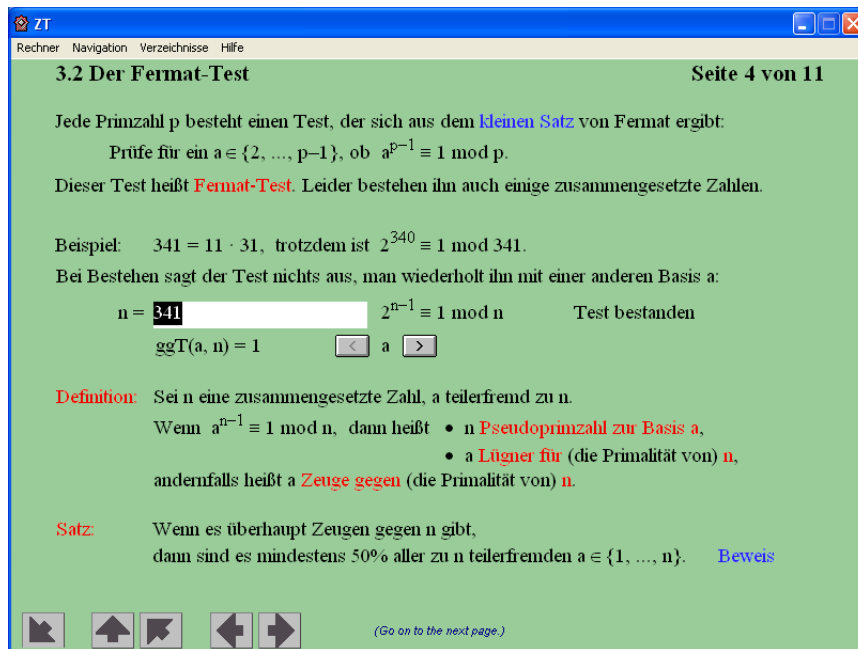 ZT
Rechner Navigation Verzeichnisse Hilfe
3.2 Der Fermat-Test Seite 4 von 11
Jede Primzahl p besteht einen Test, der sich aus dem kleinen Satz von Fermat ergibt:
Prüfe für ein a ∈ {2, ..., p−1}, ob a^{p−1} ≡ 1 mod p.
Dieser Test heißt Fermat-Test. Leider bestehen ihn auch einige zusammengesetzte Zahlen.
Beispiel: 341 = 11 · 31, trotzdem ist 2^{340} ≡ 1 mod 341.
Bei Bestehen sagt der Test nichts aus, man wiederholt ihn mit einer anderen Basis a:
n = 341 2^{n−1} ≡ 1 mod n Test bestanden
ggT(a, n) = 1 < a >
Definition: Sei n eine zusammengesetzte Zahl, a teilerfremd zu n.
Wenn a^{n−1} ≡ 1 mod n, dann heißt • n Pseudoprimzahl zur Basis a,
• a Lügner für (die Primalität von) n,
andernfalls heißt a Zeuge gegen (die Primalität von) n.
Satz: Wenn es überhaupt Zeugen gegen n gibt,
dann sind es mindestens 50% aller zu n teilerfremden a ∈ {1, ..., n}. Beweis
(Go on to the next page.)